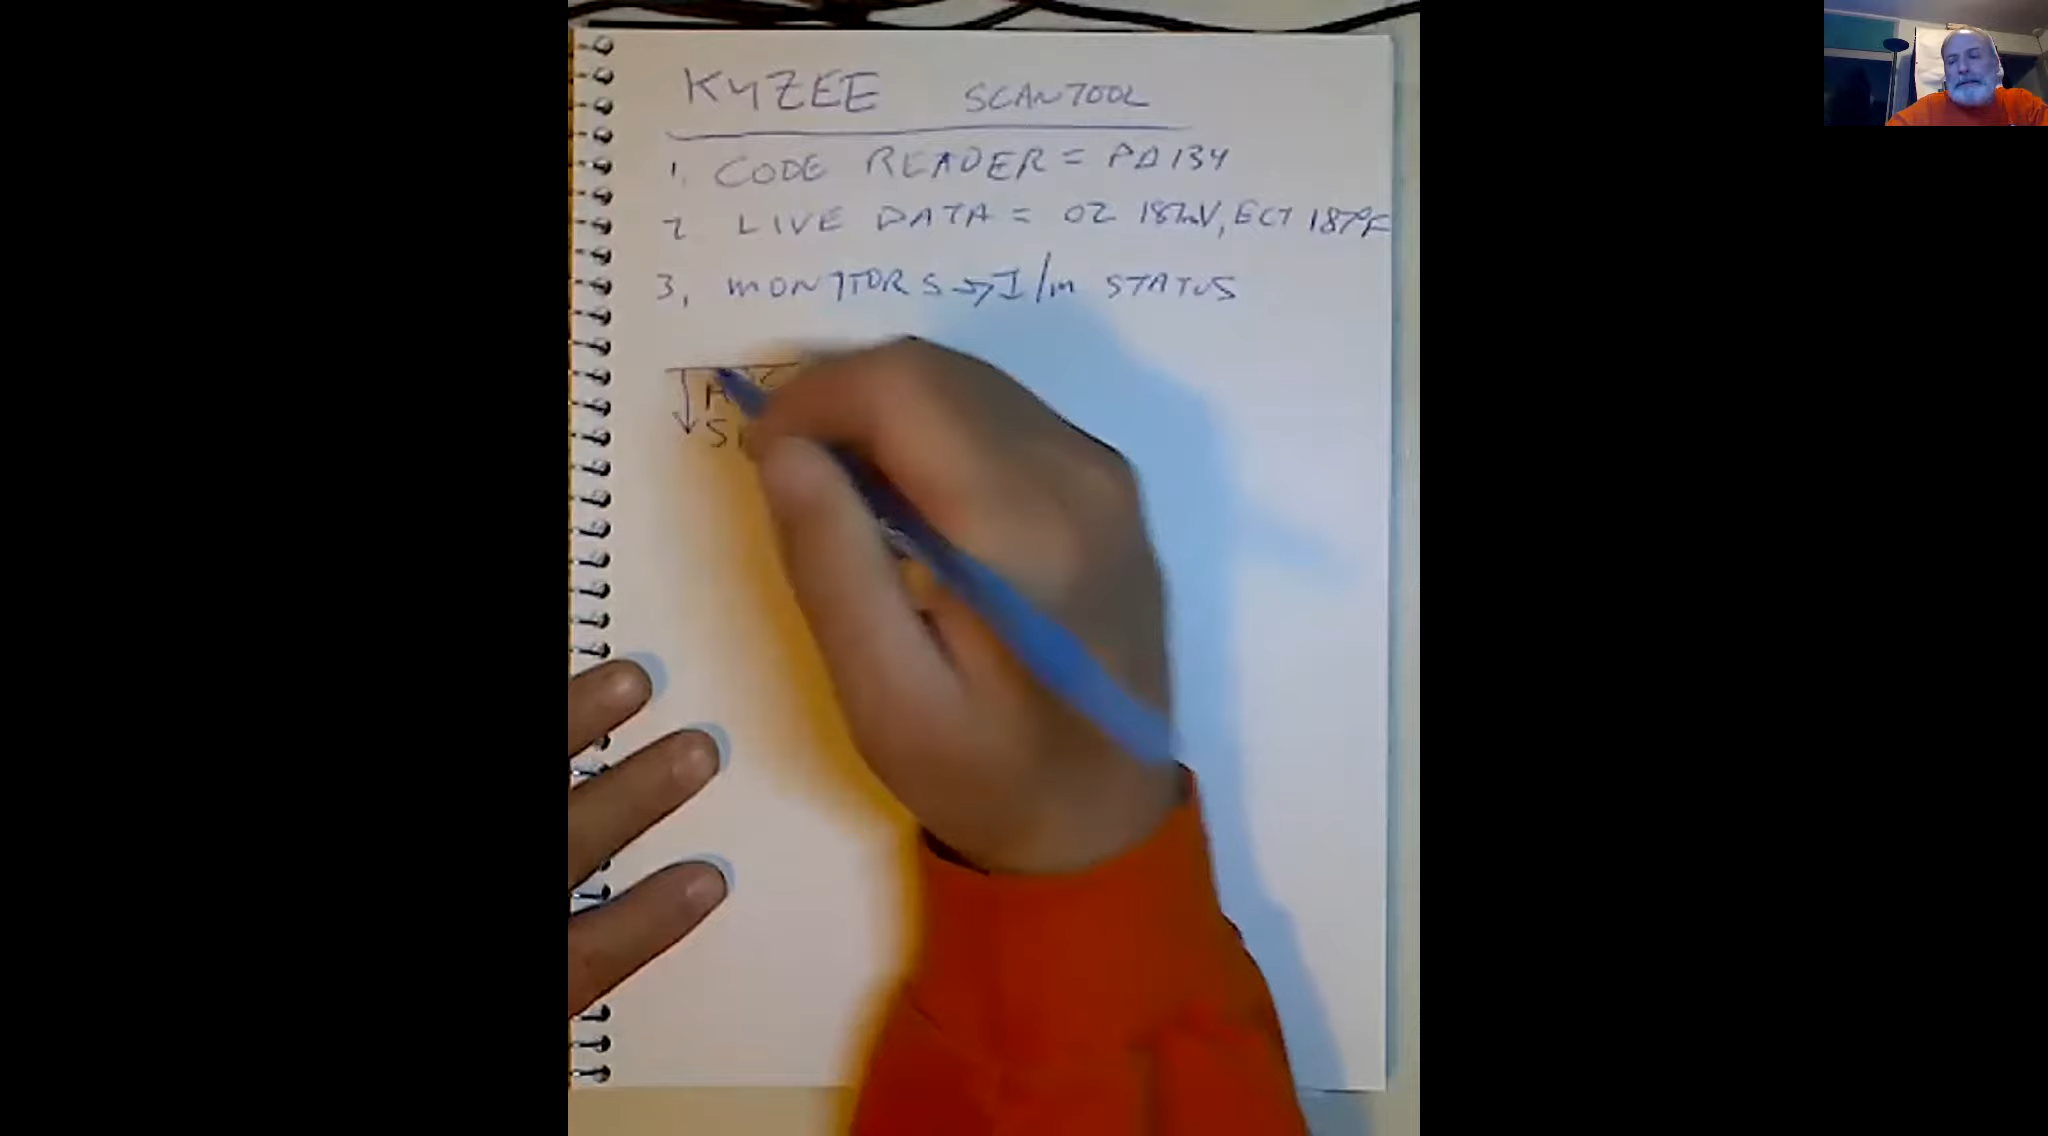 KYZEE SCANTOOL
1. CODE READER = P0134
2 LIVE DATA = O2 187mV, ECT 187°F
3, MONITORS → I/M STATUS